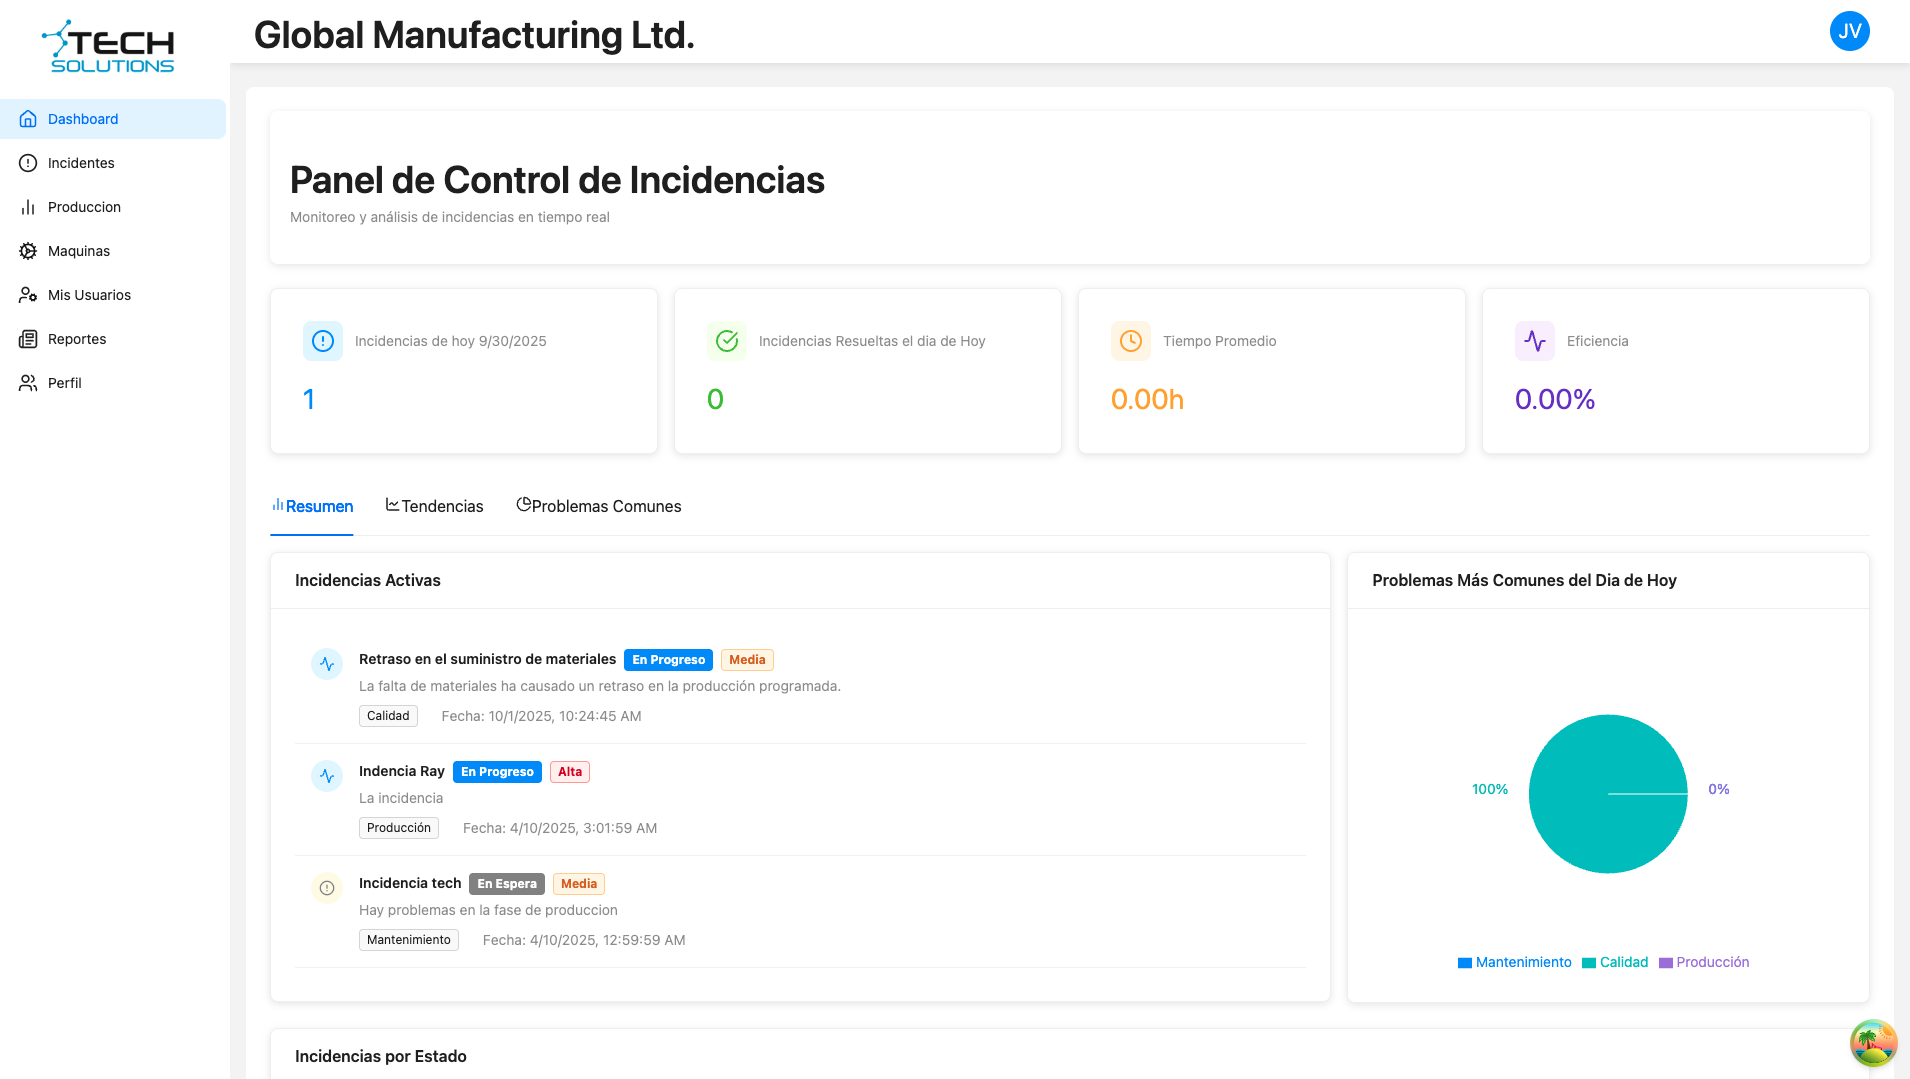 TECH
SOLUTIONS
Global Manufacturing Ltd.
JV
Dashboard
Incidentes
Produccion
Maquinas
Mis Usuarios
Reportes
Perfil
Panel de Control de Incidencias
Monitoreo y análisis de incidencias en tiempo real
Incidencias de hoy 9/30/2025
1
Incidencias Resueltas el dia de Hoy
0
Tiempo Promedio
0.00h
Eficiencia
0.00%
Resumen
Tendencias
Problemas Comunes
Incidencias Activas
Retraso en el suministro de materiales En Progreso Media
La falta de materiales ha causado un retraso en la producción programada.
Calidad Fecha: 10/1/2025, 10:24:45 AM
Indencia Ray En Progreso Alta
La incidencia
Producción Fecha: 4/10/2025, 3:01:59 AM
Incidencia tech En Espera Media
Hay problemas en la fase de produccion
Mantenimiento Fecha: 4/10/2025, 12:59:59 AM
Problemas Más Comunes del Dia de Hoy
100% 0%
Mantenimiento Calidad Producción
Incidencias por Estado